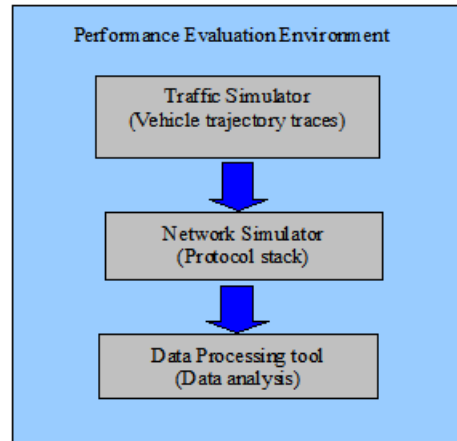 Performance Evaluation Environment
Traffic Simulator
(Vehicle trajectory traces)
Network Simulator
(Protocol stack)
Data Processing tool
(Data analysis)